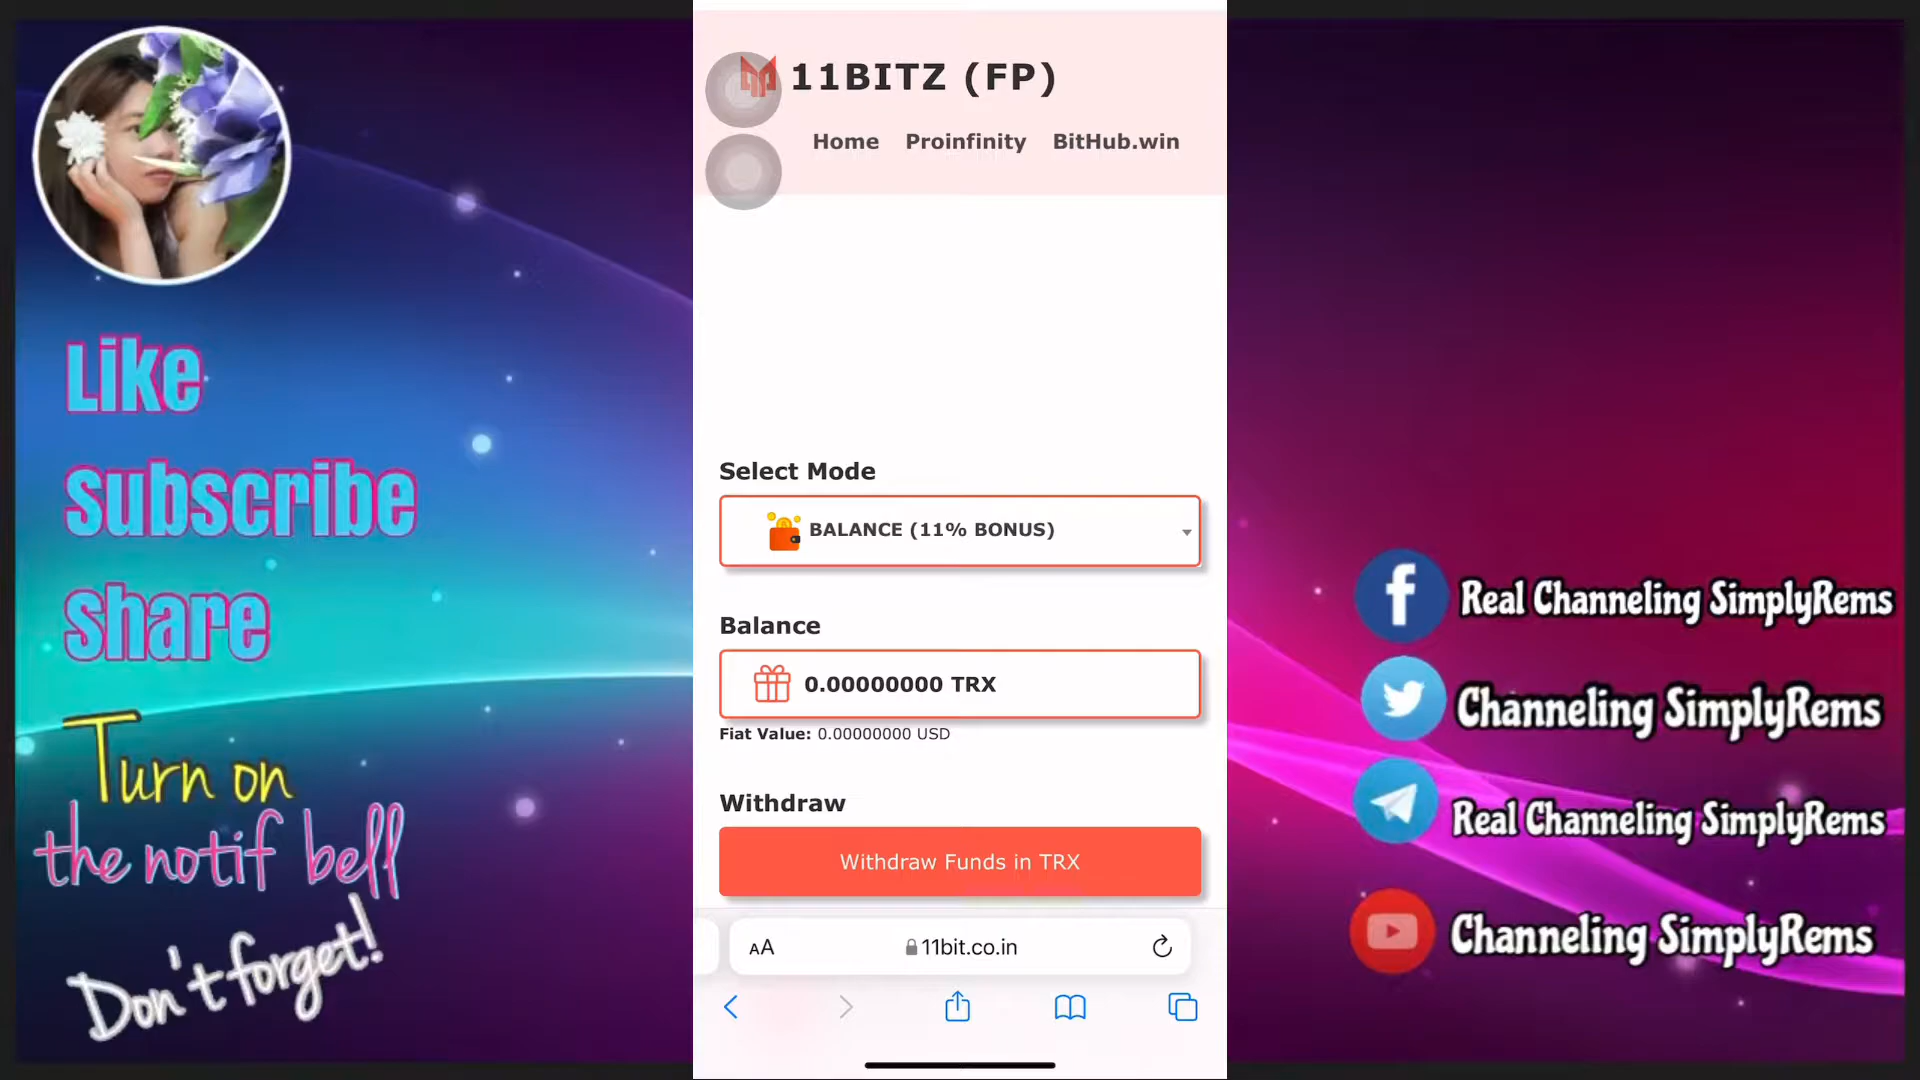 Like
Subscribe
Share
Turn on
the notif bell
Don't forget!
11BITZ (FP)
Home Proinfinity BitHub.win
Select Mode
BALANCE (11% BONUS)
Balance
0.00000000 TRX
Fiat Value: 0.00000000 USD
Withdraw
Withdraw Funds in TRX
AA 11bit.co.in
f Real Channeling SimplyRems
Channeling SimplyRems
Real Channeling SimplyRems
Channeling SimplyRems